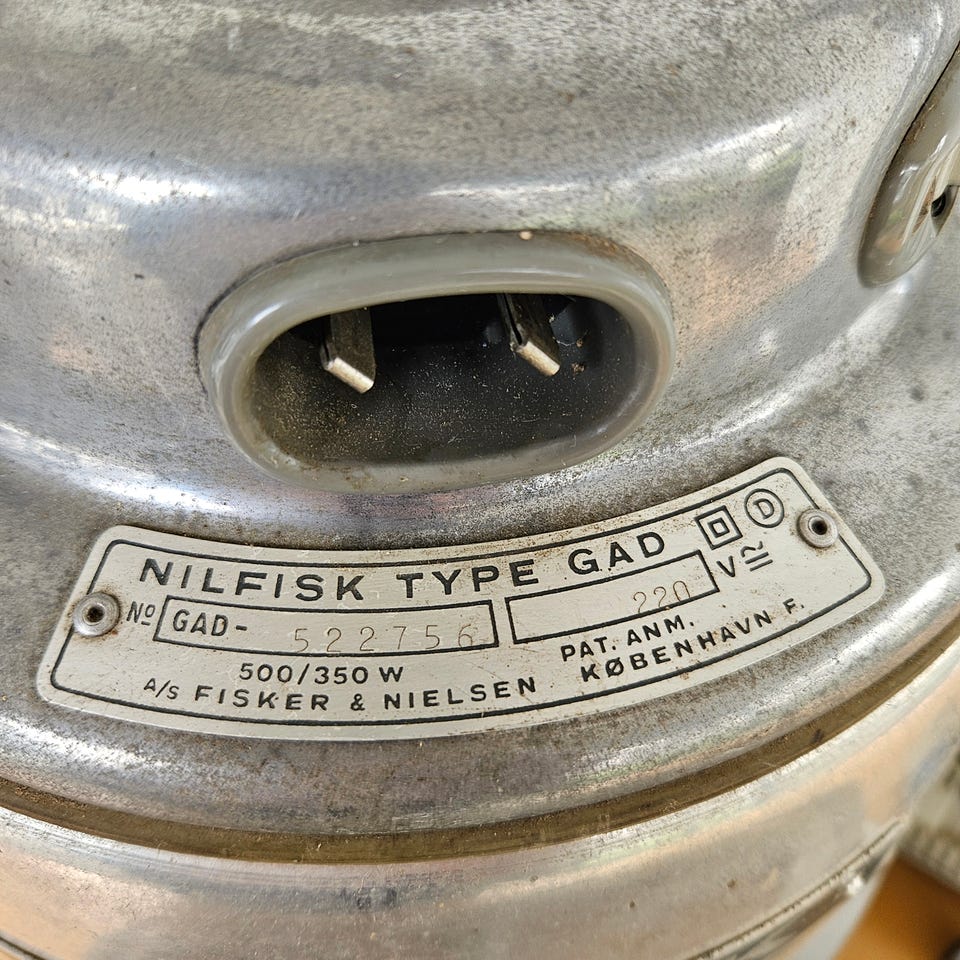 NILFISK TYPE GAD D
Nº GAD- 522756 220 V
500/350 W PAT. ANM.
A/S FISKER & NIELSEN KØBENHAVN F.